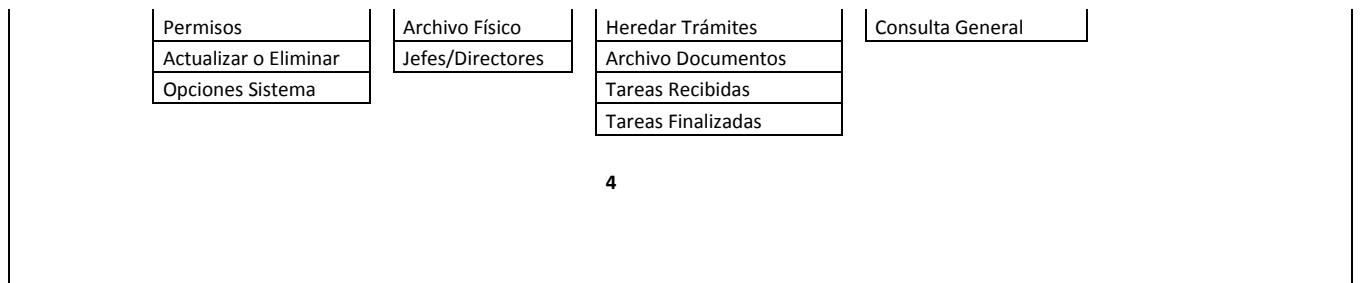 Permisos Archivo Físico Heredar Trámites Consulta General
Actualizar o Eliminar Jefes/Directores Archivo Documentos
Opciones Sistema Tareas Recibidas
Tareas Finalizadas
4